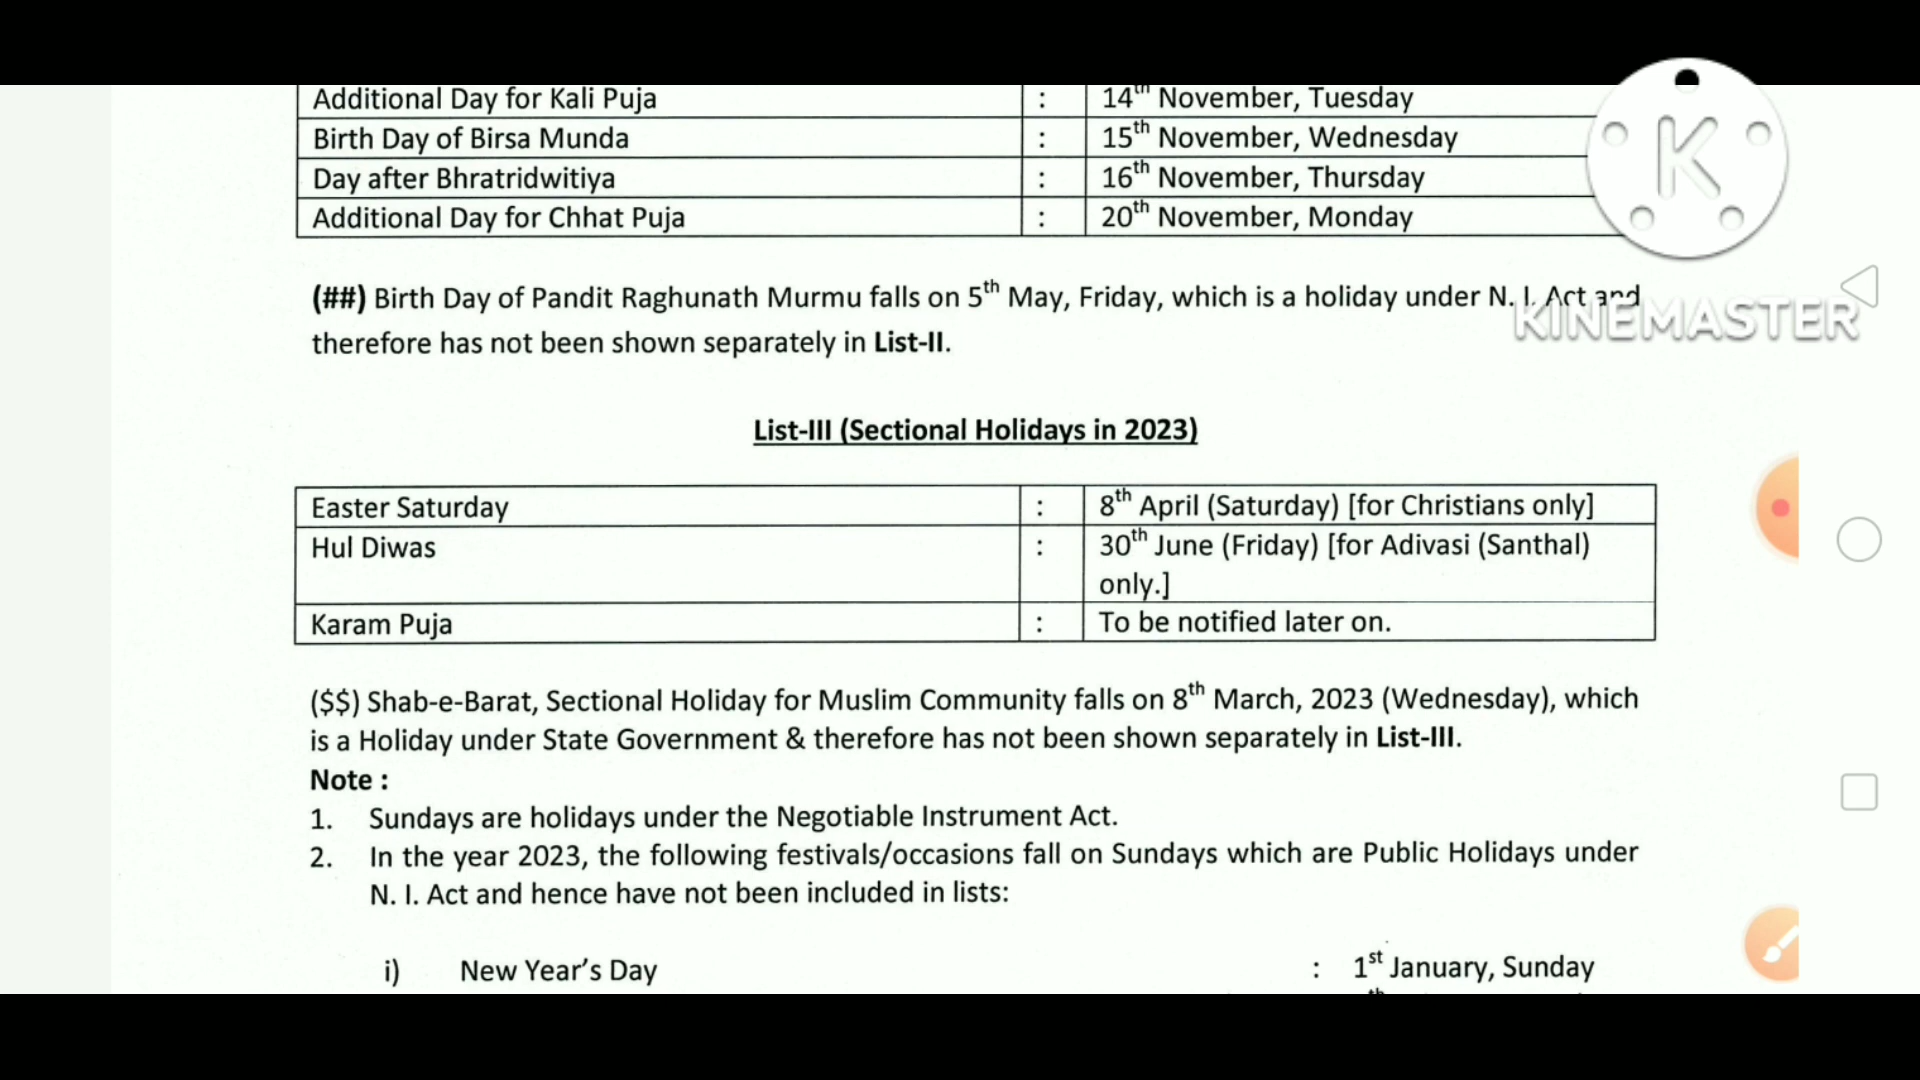 Additional Day for Kali Puja : 14th November, Tuesday
Birth Day of Birsa Munda : 15th November, Wednesday
Day after Bhratridwitiya : 16th November, Thursday
Additional Day for Chhat Puja : 20th November, Monday
K
(##) Birth Day of Pandit Raghunath Murmu falls on 5th May, Friday, which is a holiday under N. I. Act and
KINEMASTER
therefore has not been shown separately in List-II.
List-III (Sectional Holidays in 2023)
Easter Saturday : 8th April (Saturday) [for Christians only]
Hul Diwas : 30th June (Friday) [for Adivasi (Santhal)
only.]
Karam Puja : To be notified later on.
($$) Shab-e-Barat, Sectional Holiday for Muslim Community falls on 8th March, 2023 (Wednesday), which
is a Holiday under State Government & therefore has not been shown separately in List-III.
Note :
1. Sundays are holidays under the Negotiable Instrument Act.
2. In the year 2023, the following festivals/occasions fall on Sundays which are Public Holidays under
N. I. Act and hence have not been included in lists:
i) New Year's Day : 1st January, Sunday